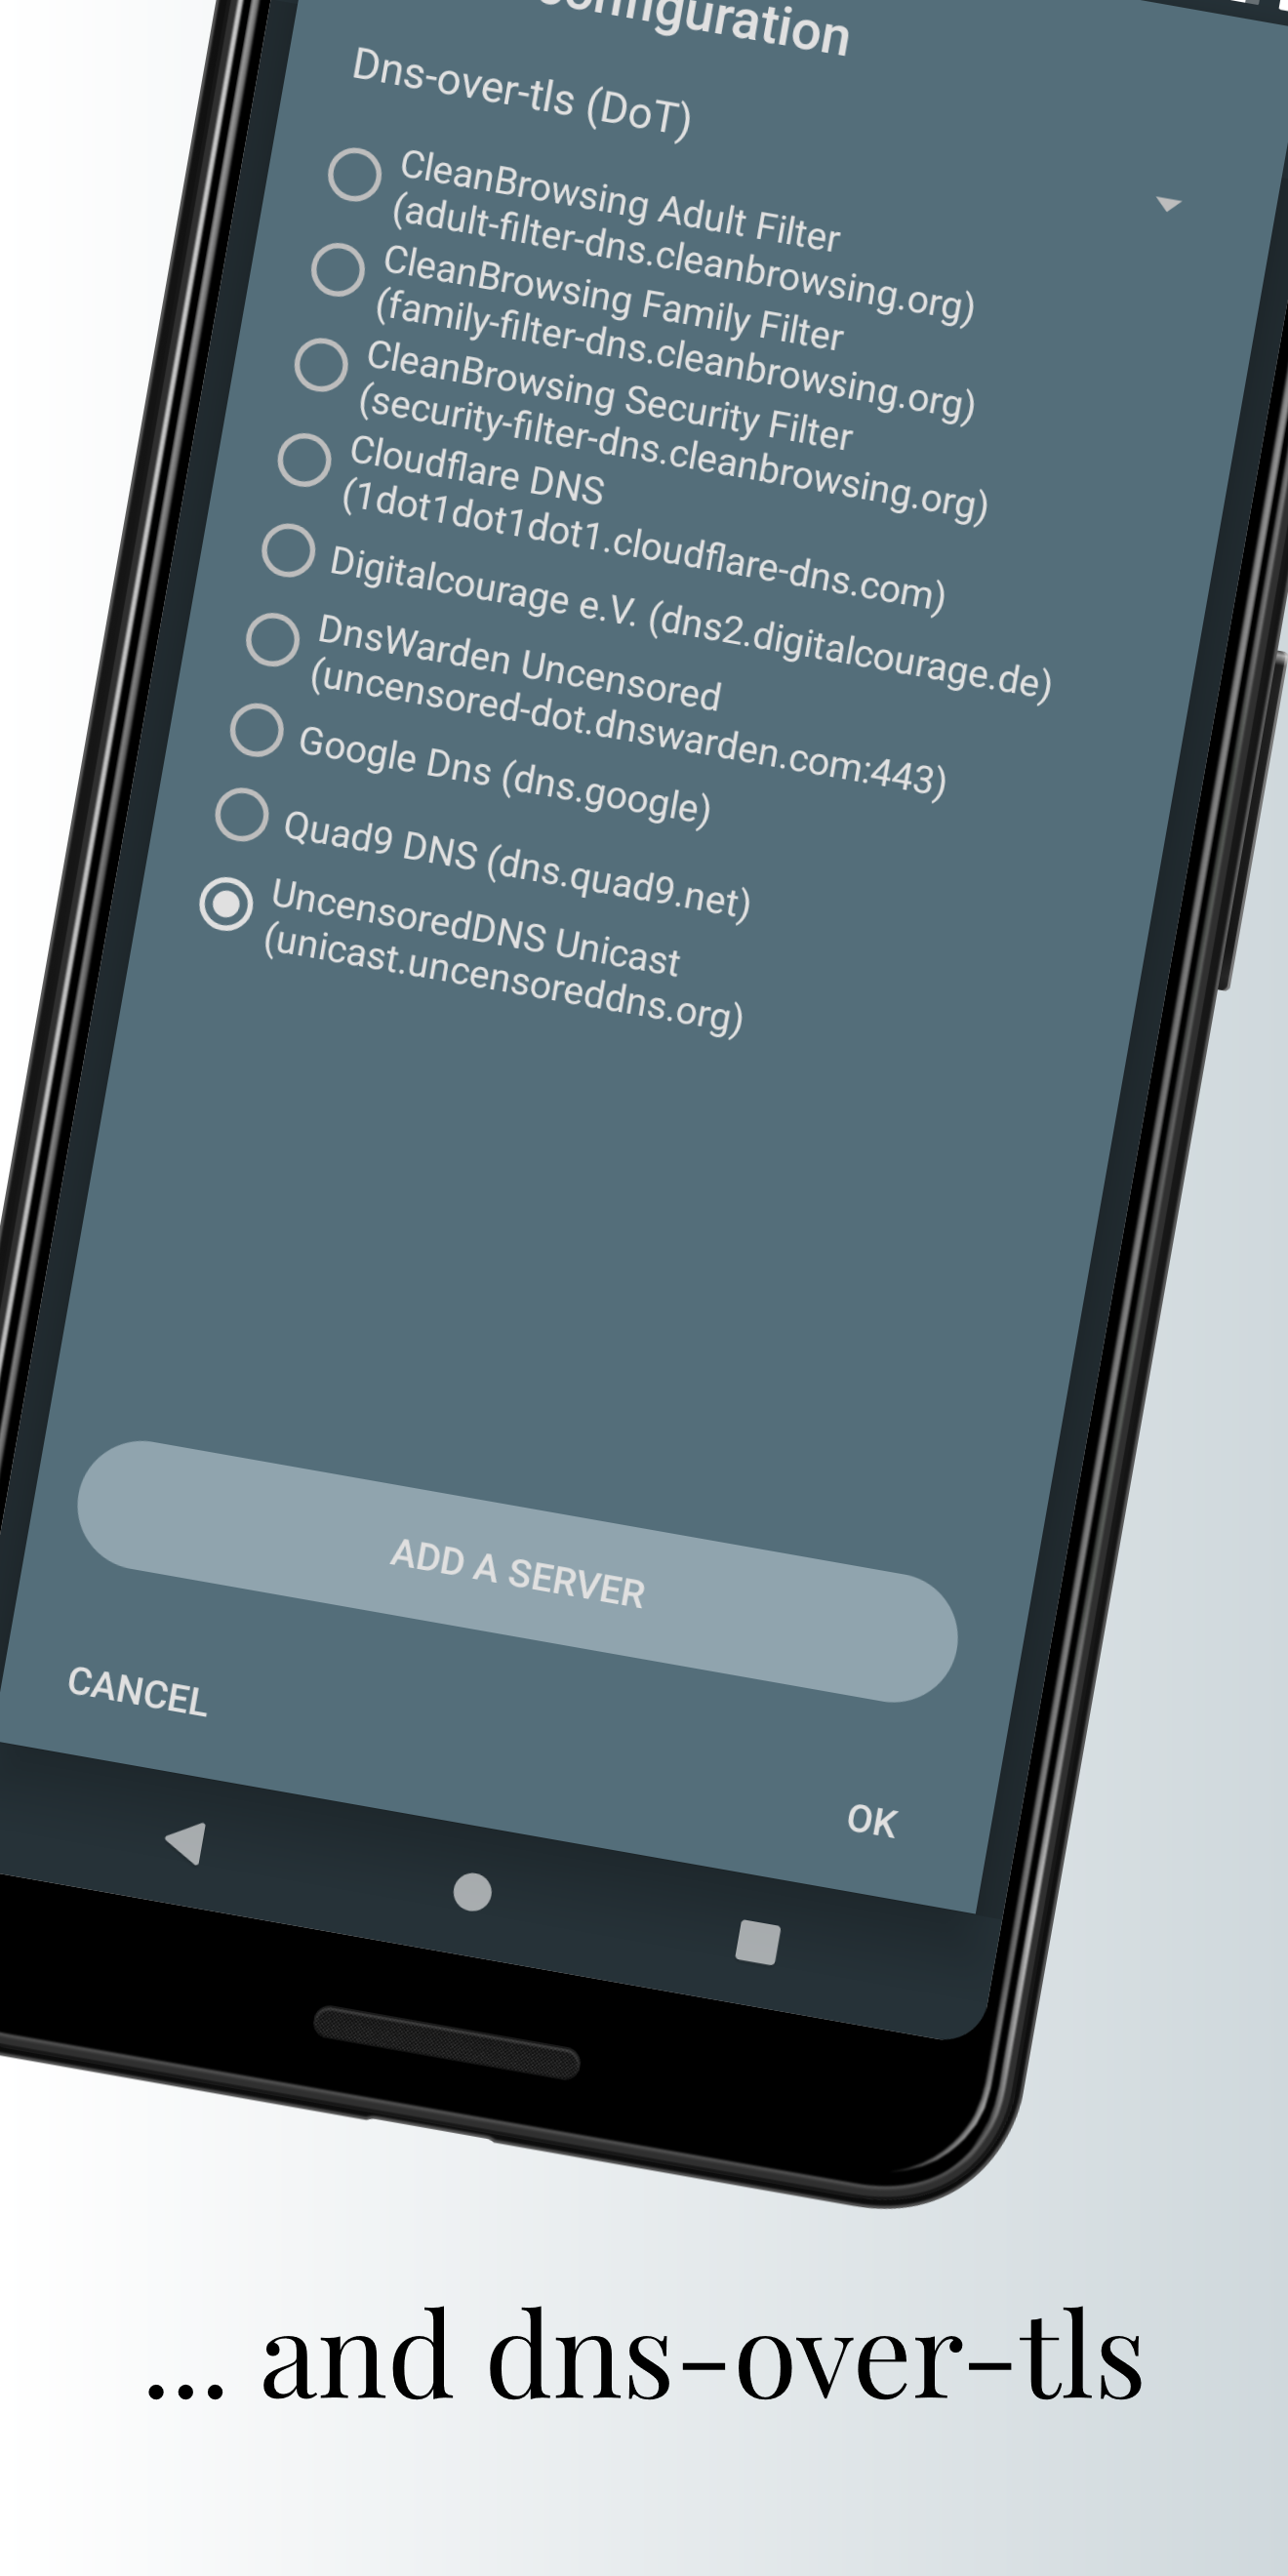 Configuration
Dns-over-tls (DoT)
CleanBrowsing Adult Filter
(adult-filter-dns.cleanbrowsing.org)
CleanBrowsing Family Filter
(family-filter-dns.cleanbrowsing.org)
CleanBrowsing Security Filter
(security-filter-dns.cleanbrowsing.org)
Cloudflare DNS
(1dot1dot1dot1.cloudflare-dns.com)
Digitalcourage e.V. (dns2.digitalcourage.de)
DnsWarden Uncensored
(uncensored-dot.dnswarden.com:443)
Google Dns (dns.google)
Quad9 DNS (dns.quad9.net)
UncensoredDNS Unicast
(unicast.uncensoreddns.org)
ADD A SERVER
CANCEL
OK
... and dns-over-tls